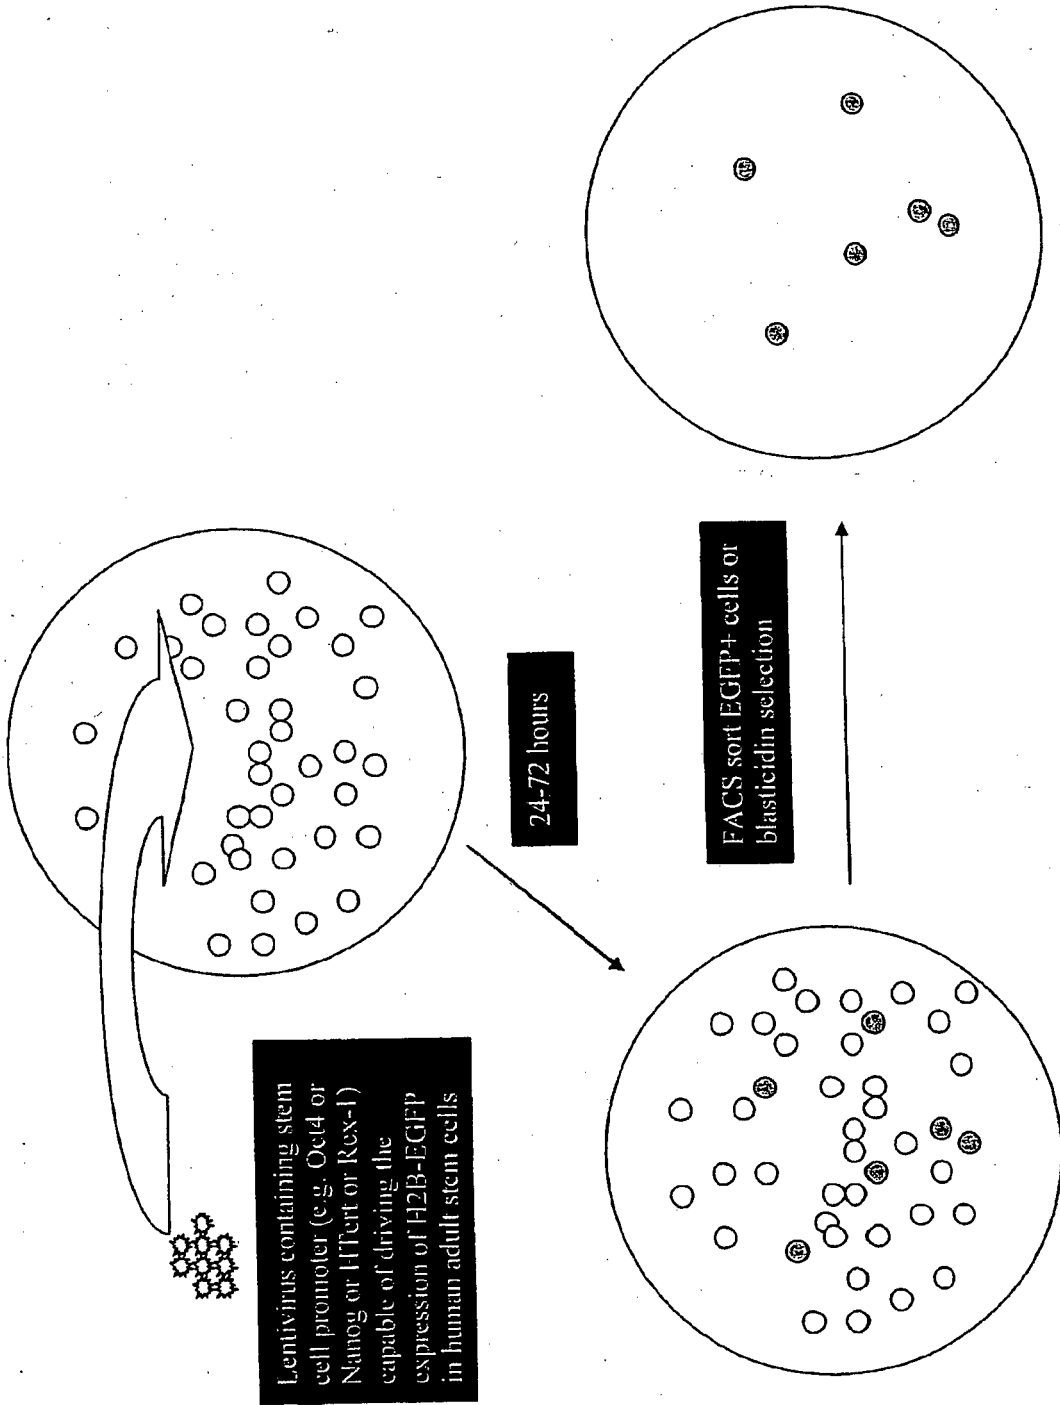 Lentivirus containing stem
cell promoter (e.g. Oct4 or
Nanog or HTert or Rex-1)
capable of driving the
expression of H2B-EGFP
in human adult stem cells
24-72 hours
FACS sort EGFP+ cells or
blasticidin selection